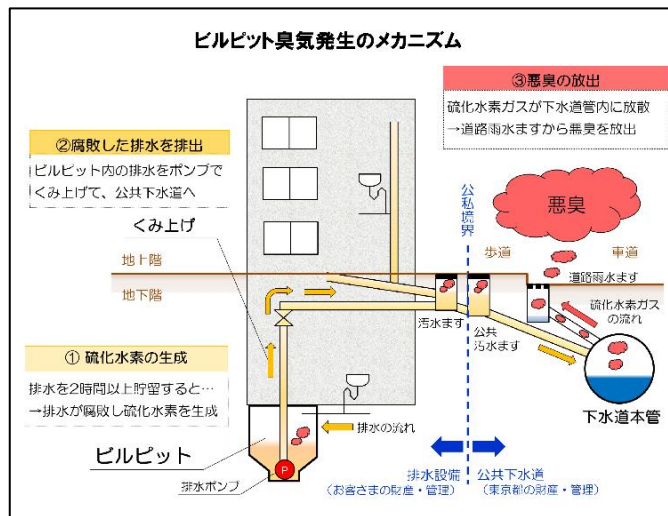 ビルピット臭気発生のメカニズム
③悪臭の放出
硫化水素ガスが下水道管内に放散
→道路雨水ますから悪臭を放出
②腐敗した排水を排出
ビルピット内の排水をポンプで
くみ上げて、公共下水道へ
くみ上げ
地上階
地下階
公私境界
悪臭
歩道
車道
道路雨水ます
硫化水素ガス
の流れ
汚水ます
公共
汚水ます
① 硫化水素の生成
排水を2時間以上貯留すると…
→排水が腐敗し硫化水素を生成
下水道本管
排水の流れ
ビルピット
P
排水ポンプ
排水設備
(お客さまの財産・管理)
公共下水道
(東京都の財産・管理)